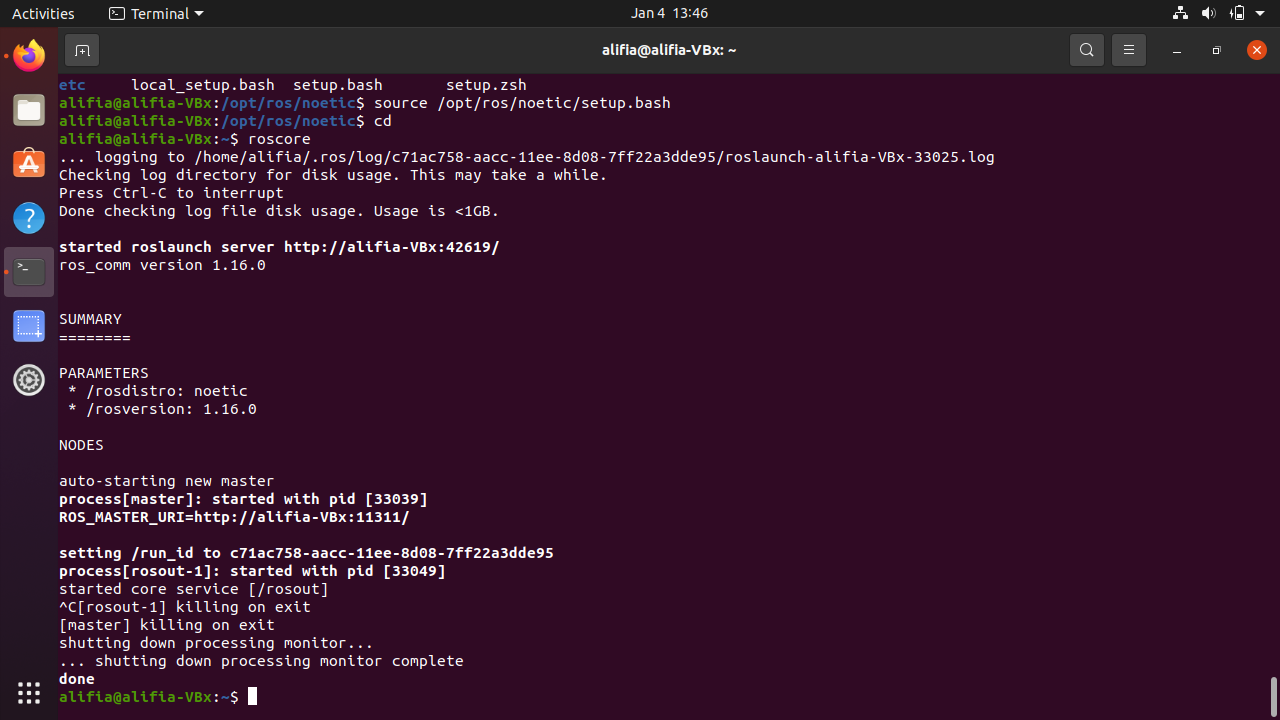 Activities Terminal Jan 4 13:46
alifia@alifia-VBx: ~
etc local_setup.bash setup.bash setup.zsh
alifia@alifia-VBx:/opt/ros/noetic$ source /opt/ros/noetic/setup.bash
alifia@alifia-VBx:/opt/ros/noetic$ cd
alifia@alifia-VBx:~$ roscore
... logging to /home/alifia/.ros/log/c71ac758-aacc-11ee-8d08-7ff22a3dde95/roslaunch-alifia-VBx-33025.log
Checking log directory for disk usage. This may take a while.
Press Ctrl-C to interrupt
Done checking log file disk usage. Usage is <1GB.
started roslaunch server http://alifia-VBx:42619/
ros_comm version 1.16.0
SUMMARY
========
PARAMETERS
* /rosdistro: noetic
* /rosversion: 1.16.0
NODES
auto-starting new master
process[master]: started with pid [33039]
ROS_MASTER_URI=http://alifia-VBx:11311/
setting /run_id to c71ac758-aacc-11ee-8d08-7ff22a3dde95
process[rosout-1]: started with pid [33049]
started core service [/rosout]
^C[rosout-1] killing on exit
[master] killing on exit
shutting down processing monitor...
... shutting down processing monitor complete
done
alifia@alifia-VBx:~$